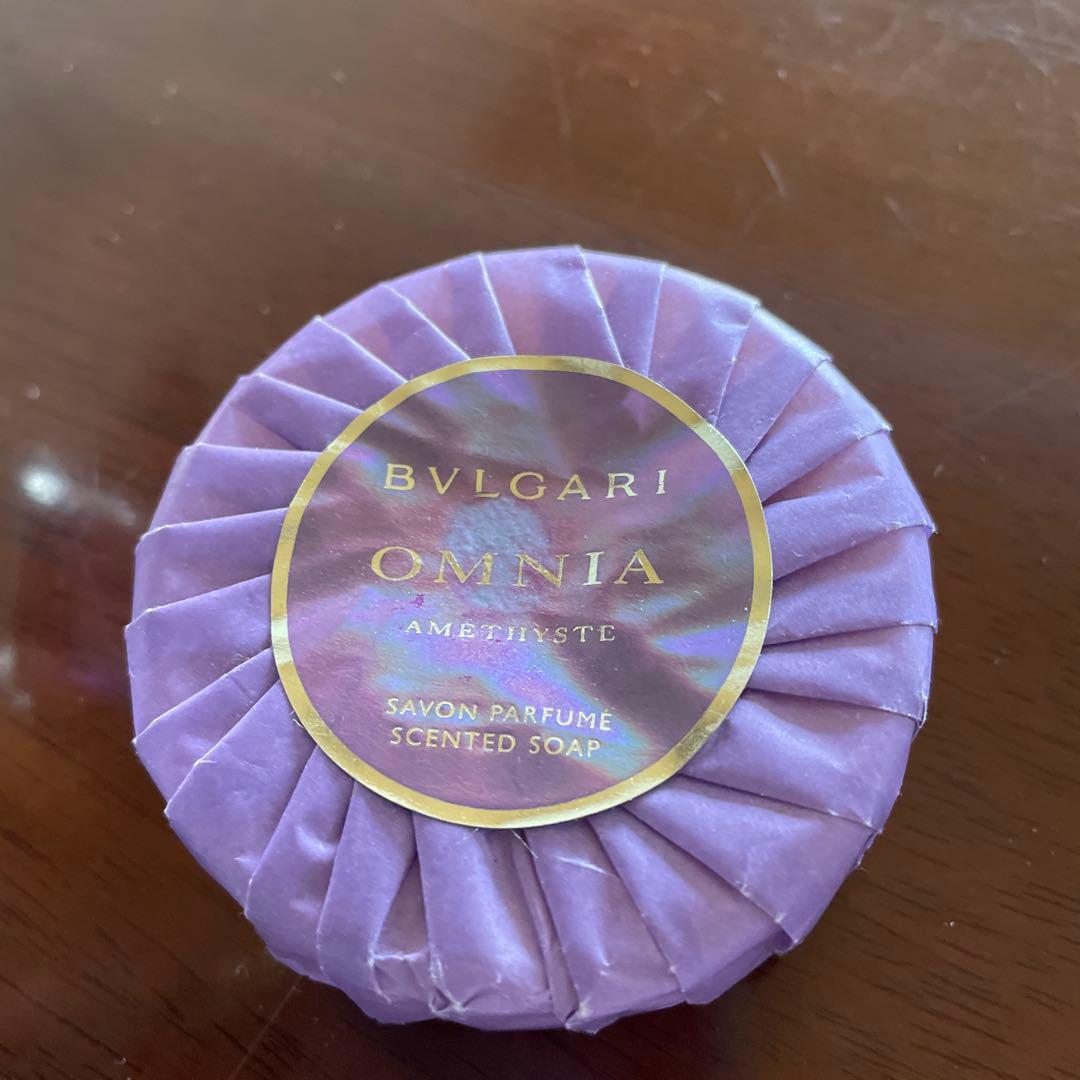 BVLGARI
OMNIA
AMETHYSTE
SAVON PARFUMÉ
SCENTED SOAP